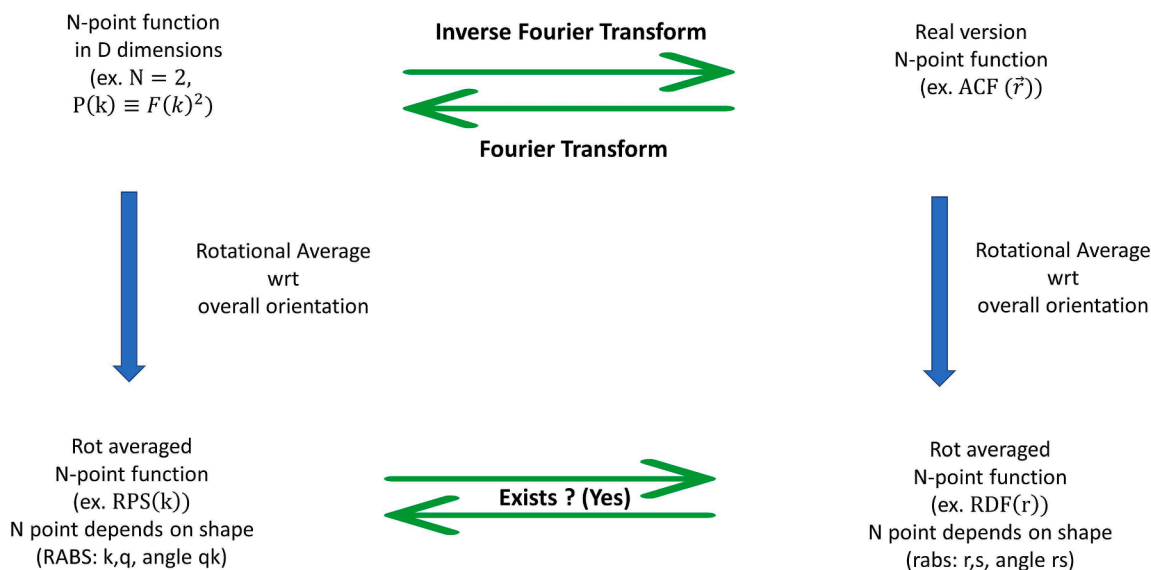 N-point function
in D dimensions
(ex. N = 2,
P(k) ≡ F(k)²)
Inverse Fourier Transform
Fourier Transform
Real version
N-point function
(ex. ACF (r⃗))
Rotational Average
wrt
overall orientation
Rotational Average
wrt
overall orientation
Rot averaged
N-point function
(ex. RPS(k))
N point depends on shape
(RABS: k,q, angle qk)
Exists ? (Yes)
Rot averaged
N-point function
(ex. RDF(r))
N point depends on shape
(rabs: r,s, angle rs)